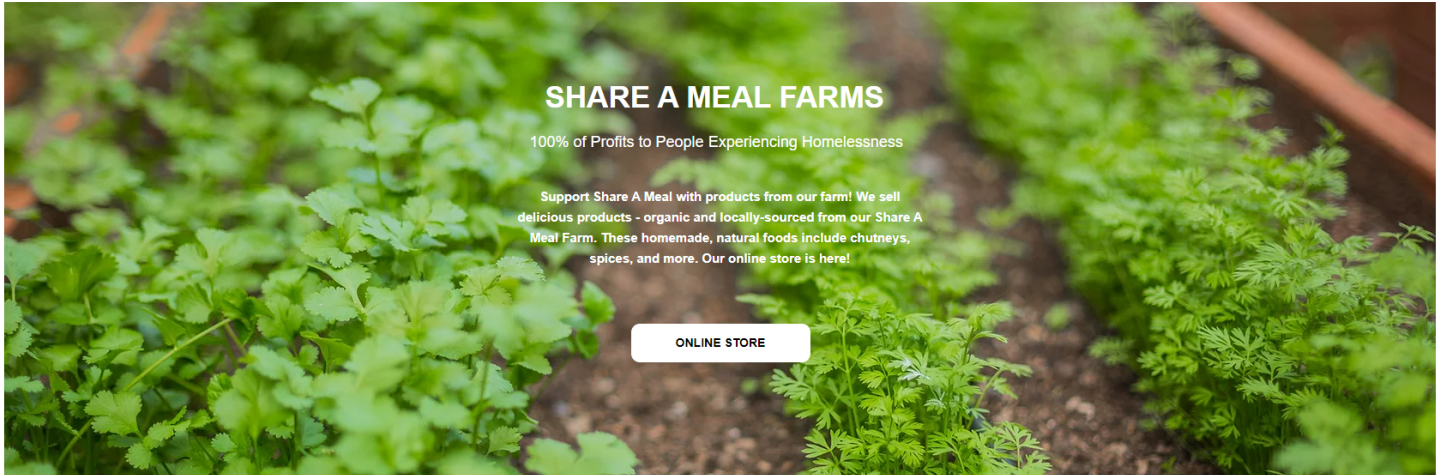 SHARE A MEAL FARMS
100% of Profits to People Experiencing Homelessness
Support Share A Meal with products from our farm! We sell
delicious products - organic and locally-sourced from our Share A
Meal Farm. These homemade, natural foods include chutneys,
spices, and more. Our online store is here!
ONLINE STORE